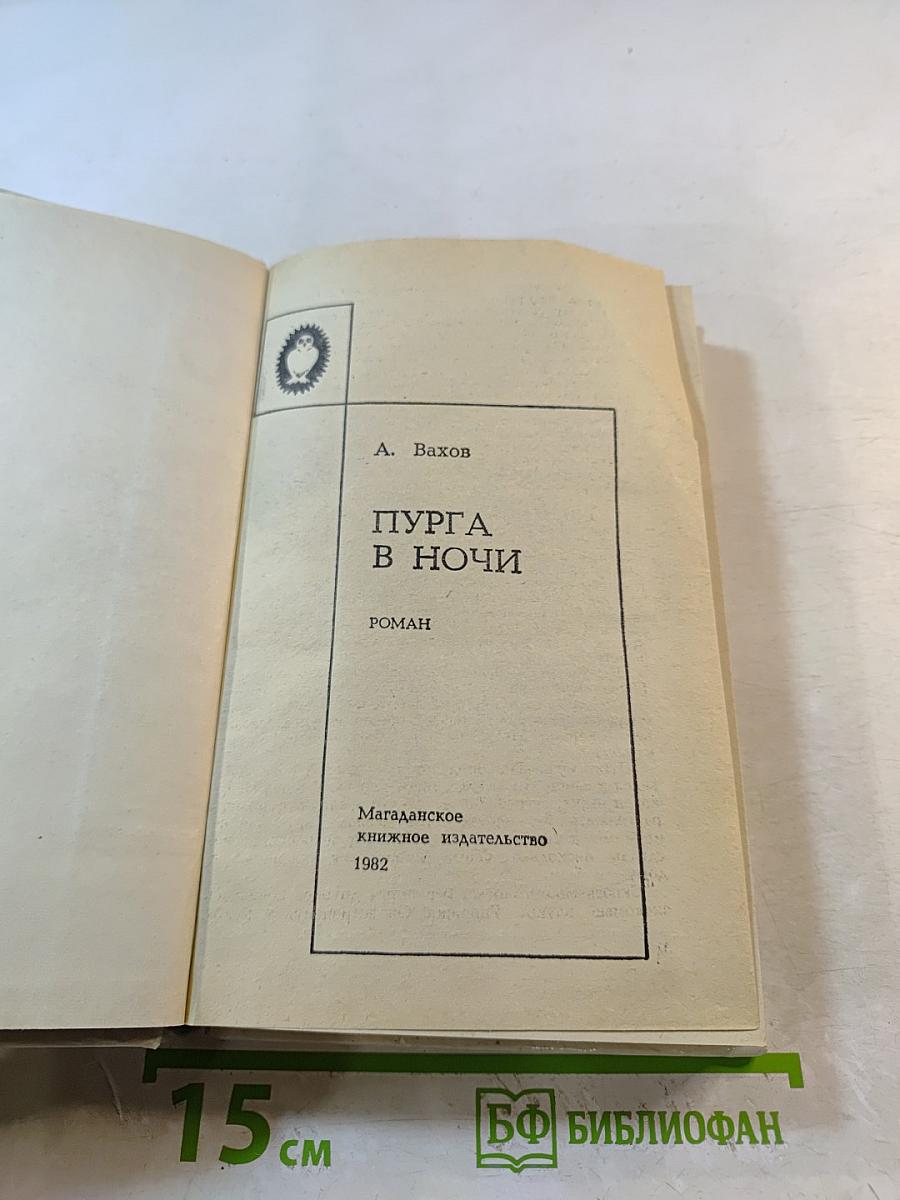 А. Вахов
ПУРГА
В НОЧИ
РОМАН
Магаданское
книжное издательство
1982
15 см
БФ БИБЛИОФАН